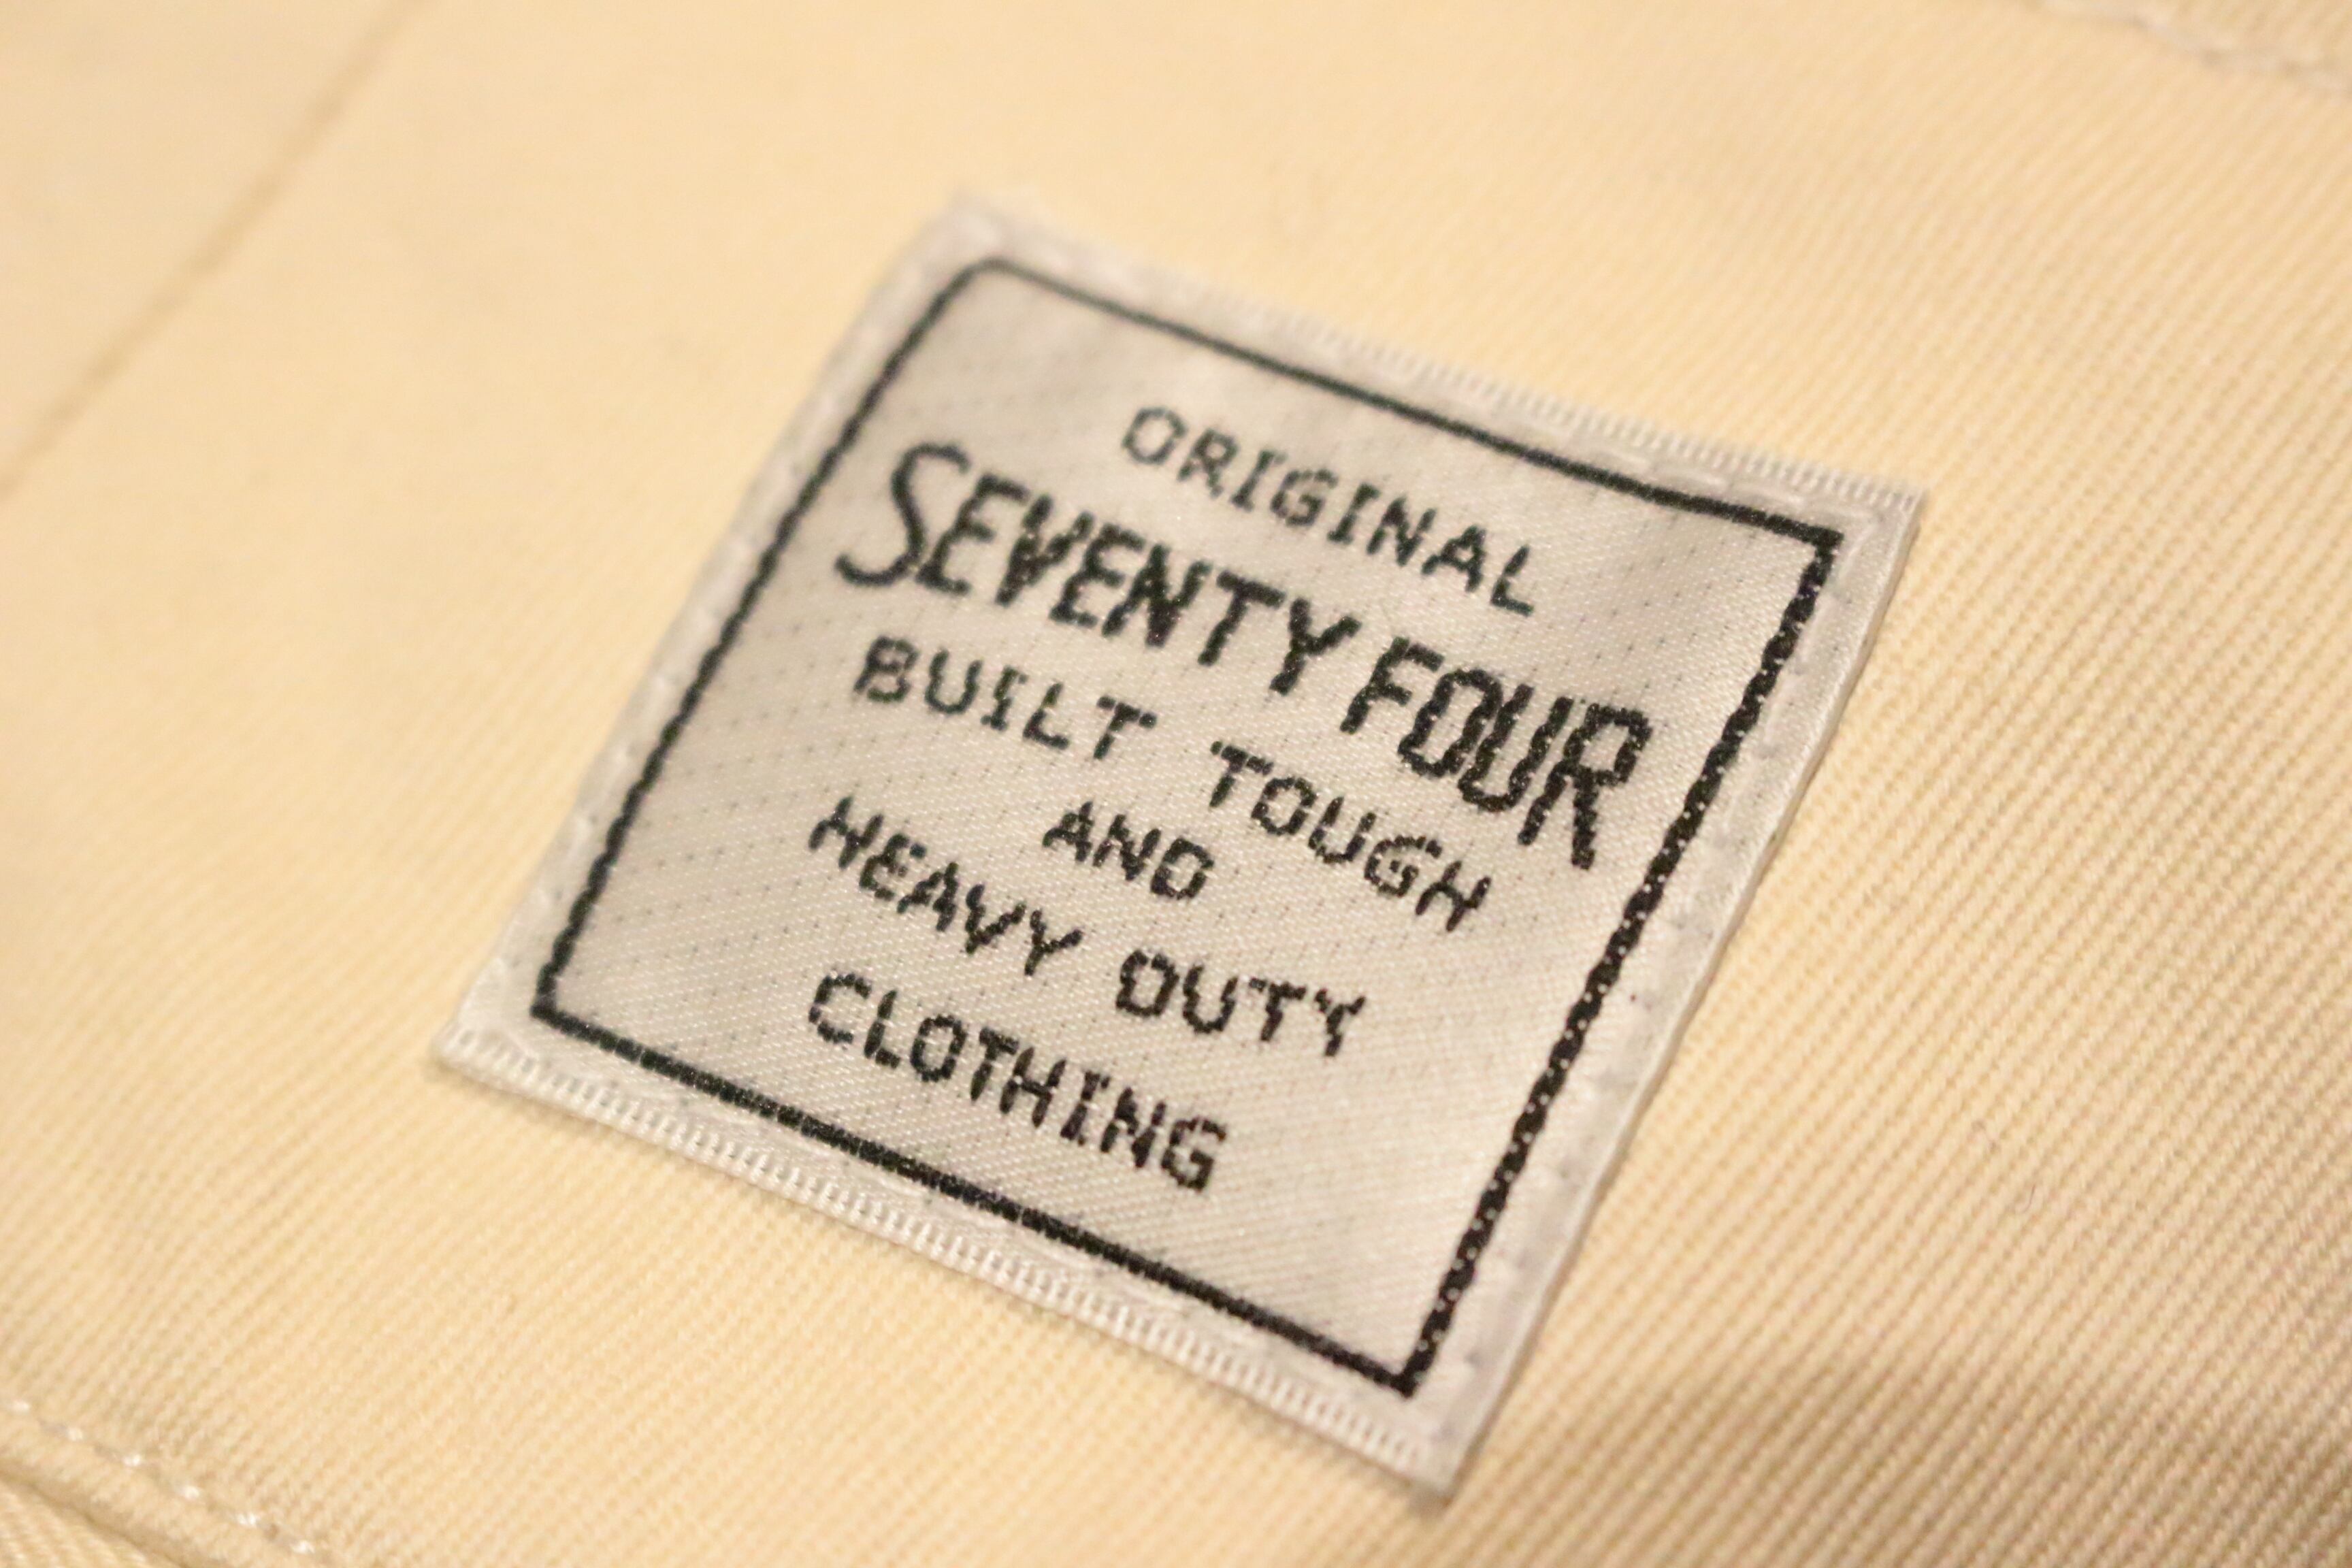 ORIGINAL
SEVENTY FOUR
BUILT TOUGH
AND
HEAVY DUTY
CLOTHING